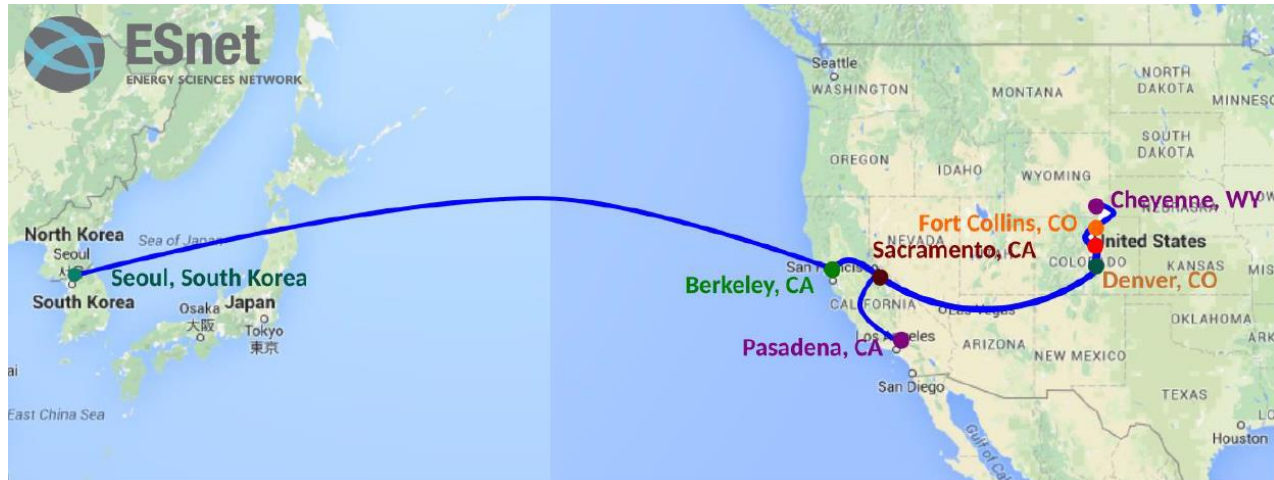 ESnet
ENERGY SCIENCES NETWORK
Seattle
WASHINGTON
MONTANA
NORTH
DAKOTA
MINNESO
OREGON
IDAHO
WYOMING
SOUTH
DAKOTA
Cheyenne, WY
Fort Collins, CO
North Korea
Sea of Japan
Seoul
Seoul, South Korea
South Korea
NEVADA
United States
Sacramento, CA
San Francisco
COLORADO
KANSAS
MIS
Berkeley, CA
CALIFORNIA
Denver, CO
Osaka
大阪
Japan
Tokyo
東京
Las Vegas
OKLAHOMA
Los Angeles
Pasadena, CA
ARIZONA
NEW MEXICO
ARK
San Diego
TEXAS
East China Sea
Houston
LO
Gulf of Cal